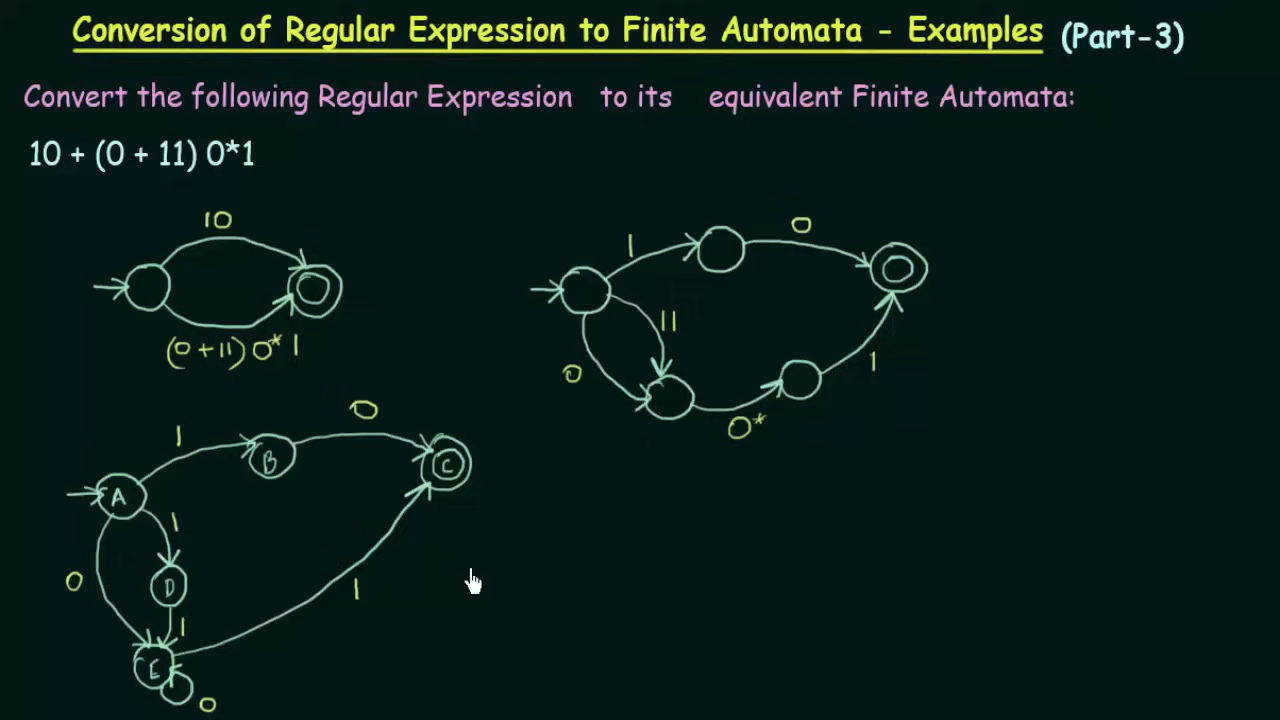 Conversion of Regular Expression to Finite Automata - Examples (Part-3)
Convert the following Regular Expression to its equivalent Finite Automata:
10 + (0 + 11) 0*1
10
(0+11) 0* 1
1
0
11
0
0*
1
1
0
A
B
C
1
0
D
1
1
E
0